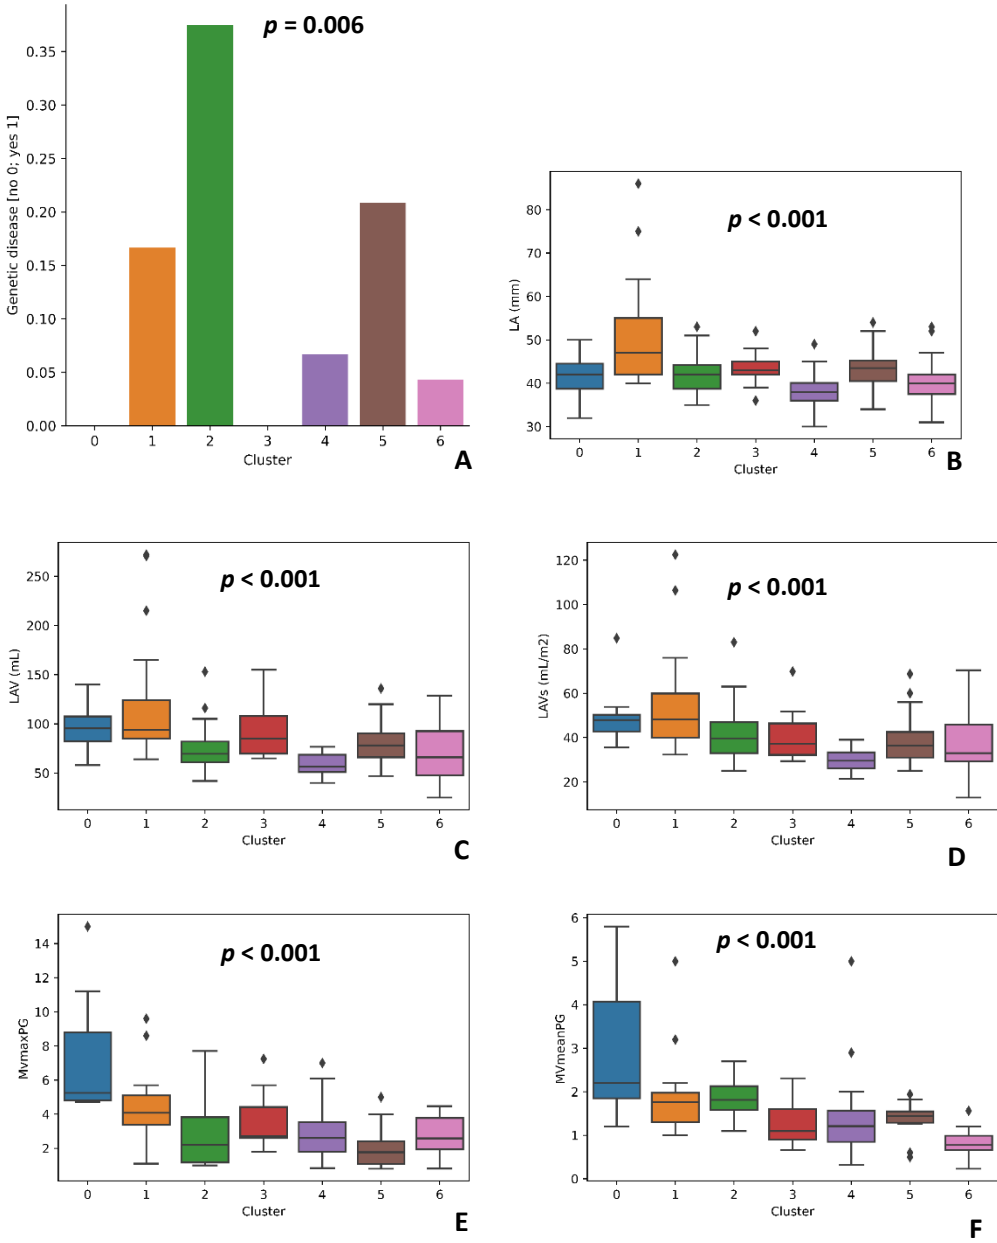 p = 0.006
Genetic disease [no 0; yes 1]
0.35
0.30
0.25
0.20
0.15
0.10
0.05
0.00
0 1 2 3 4 5 6
Cluster
A
p < 0.001
LA (mm)
80
70
60
50
40
30
0 1 2 3 4 5 6
Cluster
B
p < 0.001
LAV (mL)
250
200
150
100
50
0 1 2 3 4 5 6
Cluster
C
p < 0.001
LAVs (mL/m2)
120
100
80
60
40
20
0 1 2 3 4 5 6
Cluster
D
p < 0.001
MvmaxPG
14
12
10
8
6
4
2
0 1 2 3 4 5 6
Cluster
E
p < 0.001
MVmeanPG
6
5
4
3
2
1
0
0 1 2 3 4 5 6
Cluster
F